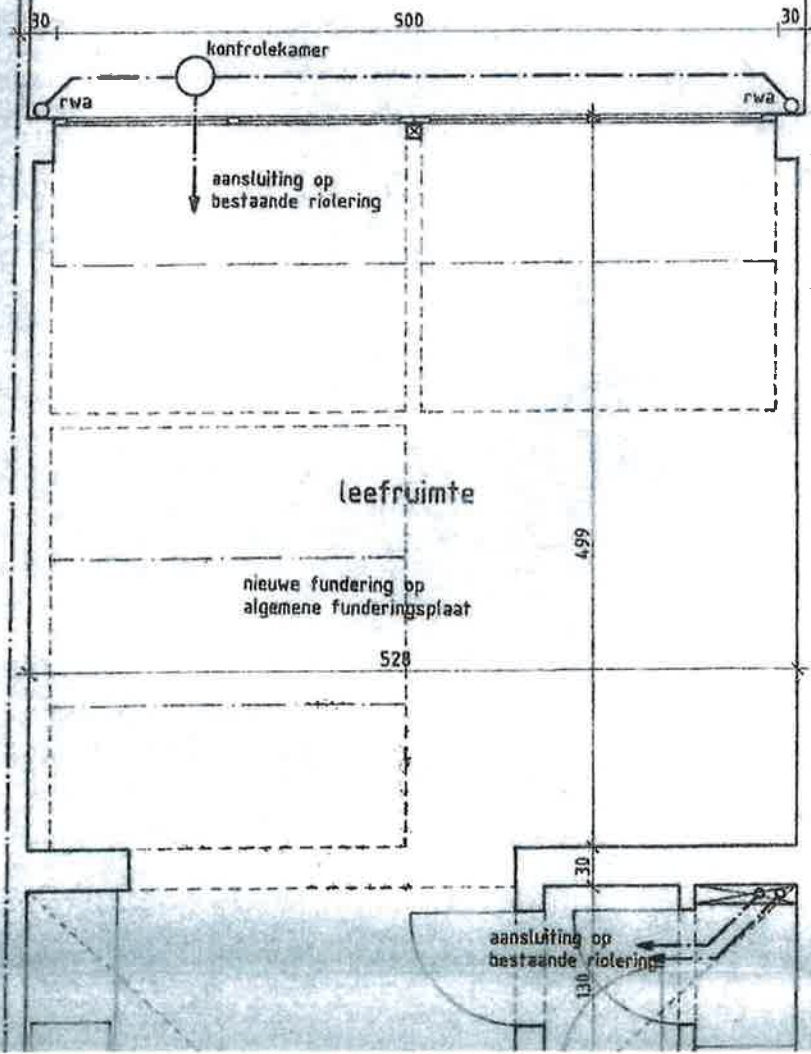 30
500
30
kontrolekamer
rwa
rwa
aansluiting op
bestaande riolering
leefruimte
499
nieuwe fundering op
algemene funderingsplaat
528
30
aansluiting op
bestaande riolering
130